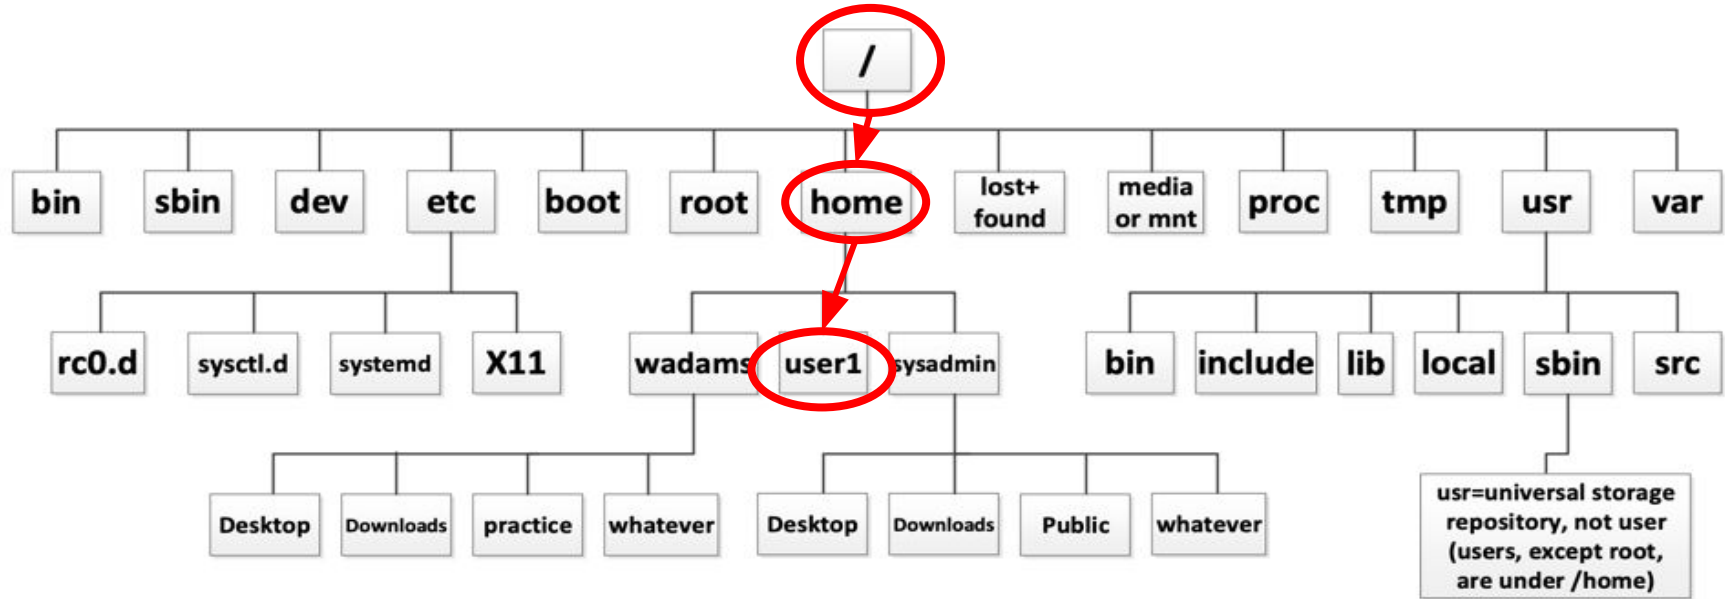 /
bin
sbin
dev
etc
boot
root
home
lost+
found
media
or mnt
proc
tmp
usr
var
rc0.d
sysctl.d
systemd
X11
wadams
user1
sysadmin
bin
include
lib
local
sbin
src
Desktop
Downloads
practice
whatever
Desktop
Downloads
Public
whatever
usr=universal storage
repository, not user
(users, except root,
are under /home)